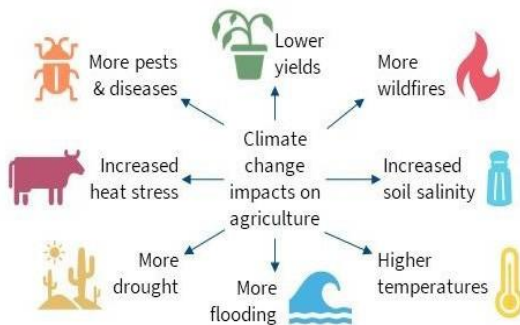 Lower
yields
More pests
& diseases
More
wildfires
Increased
heat stress
Climate
change
impacts on
agriculture
Increased
soil salinity
More
drought
More
flooding
Higher
temperatures